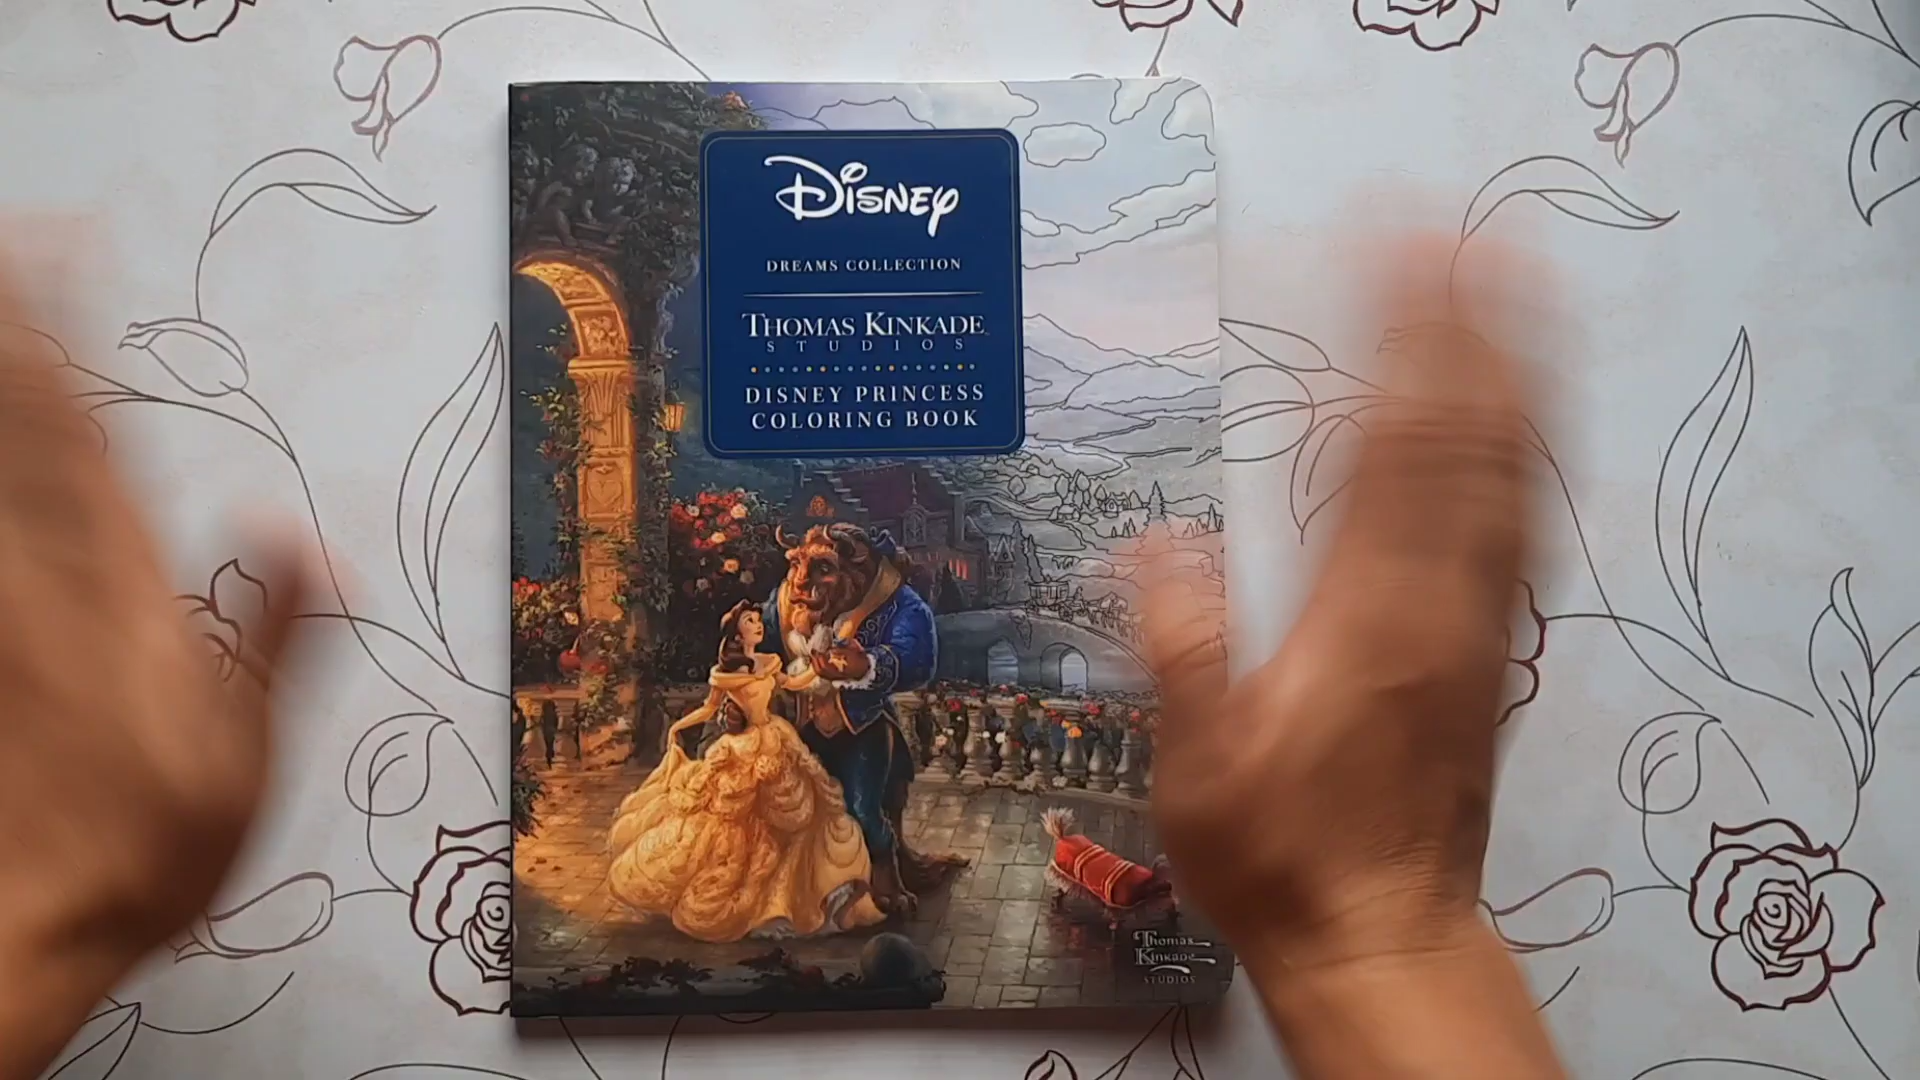 Disney
DREAMS COLLECTION
THOMAS KINKADE
STUDIOS
DISNEY PRINCESS
COLORING BOOK
Thomas
Kinkade
STUDIOS